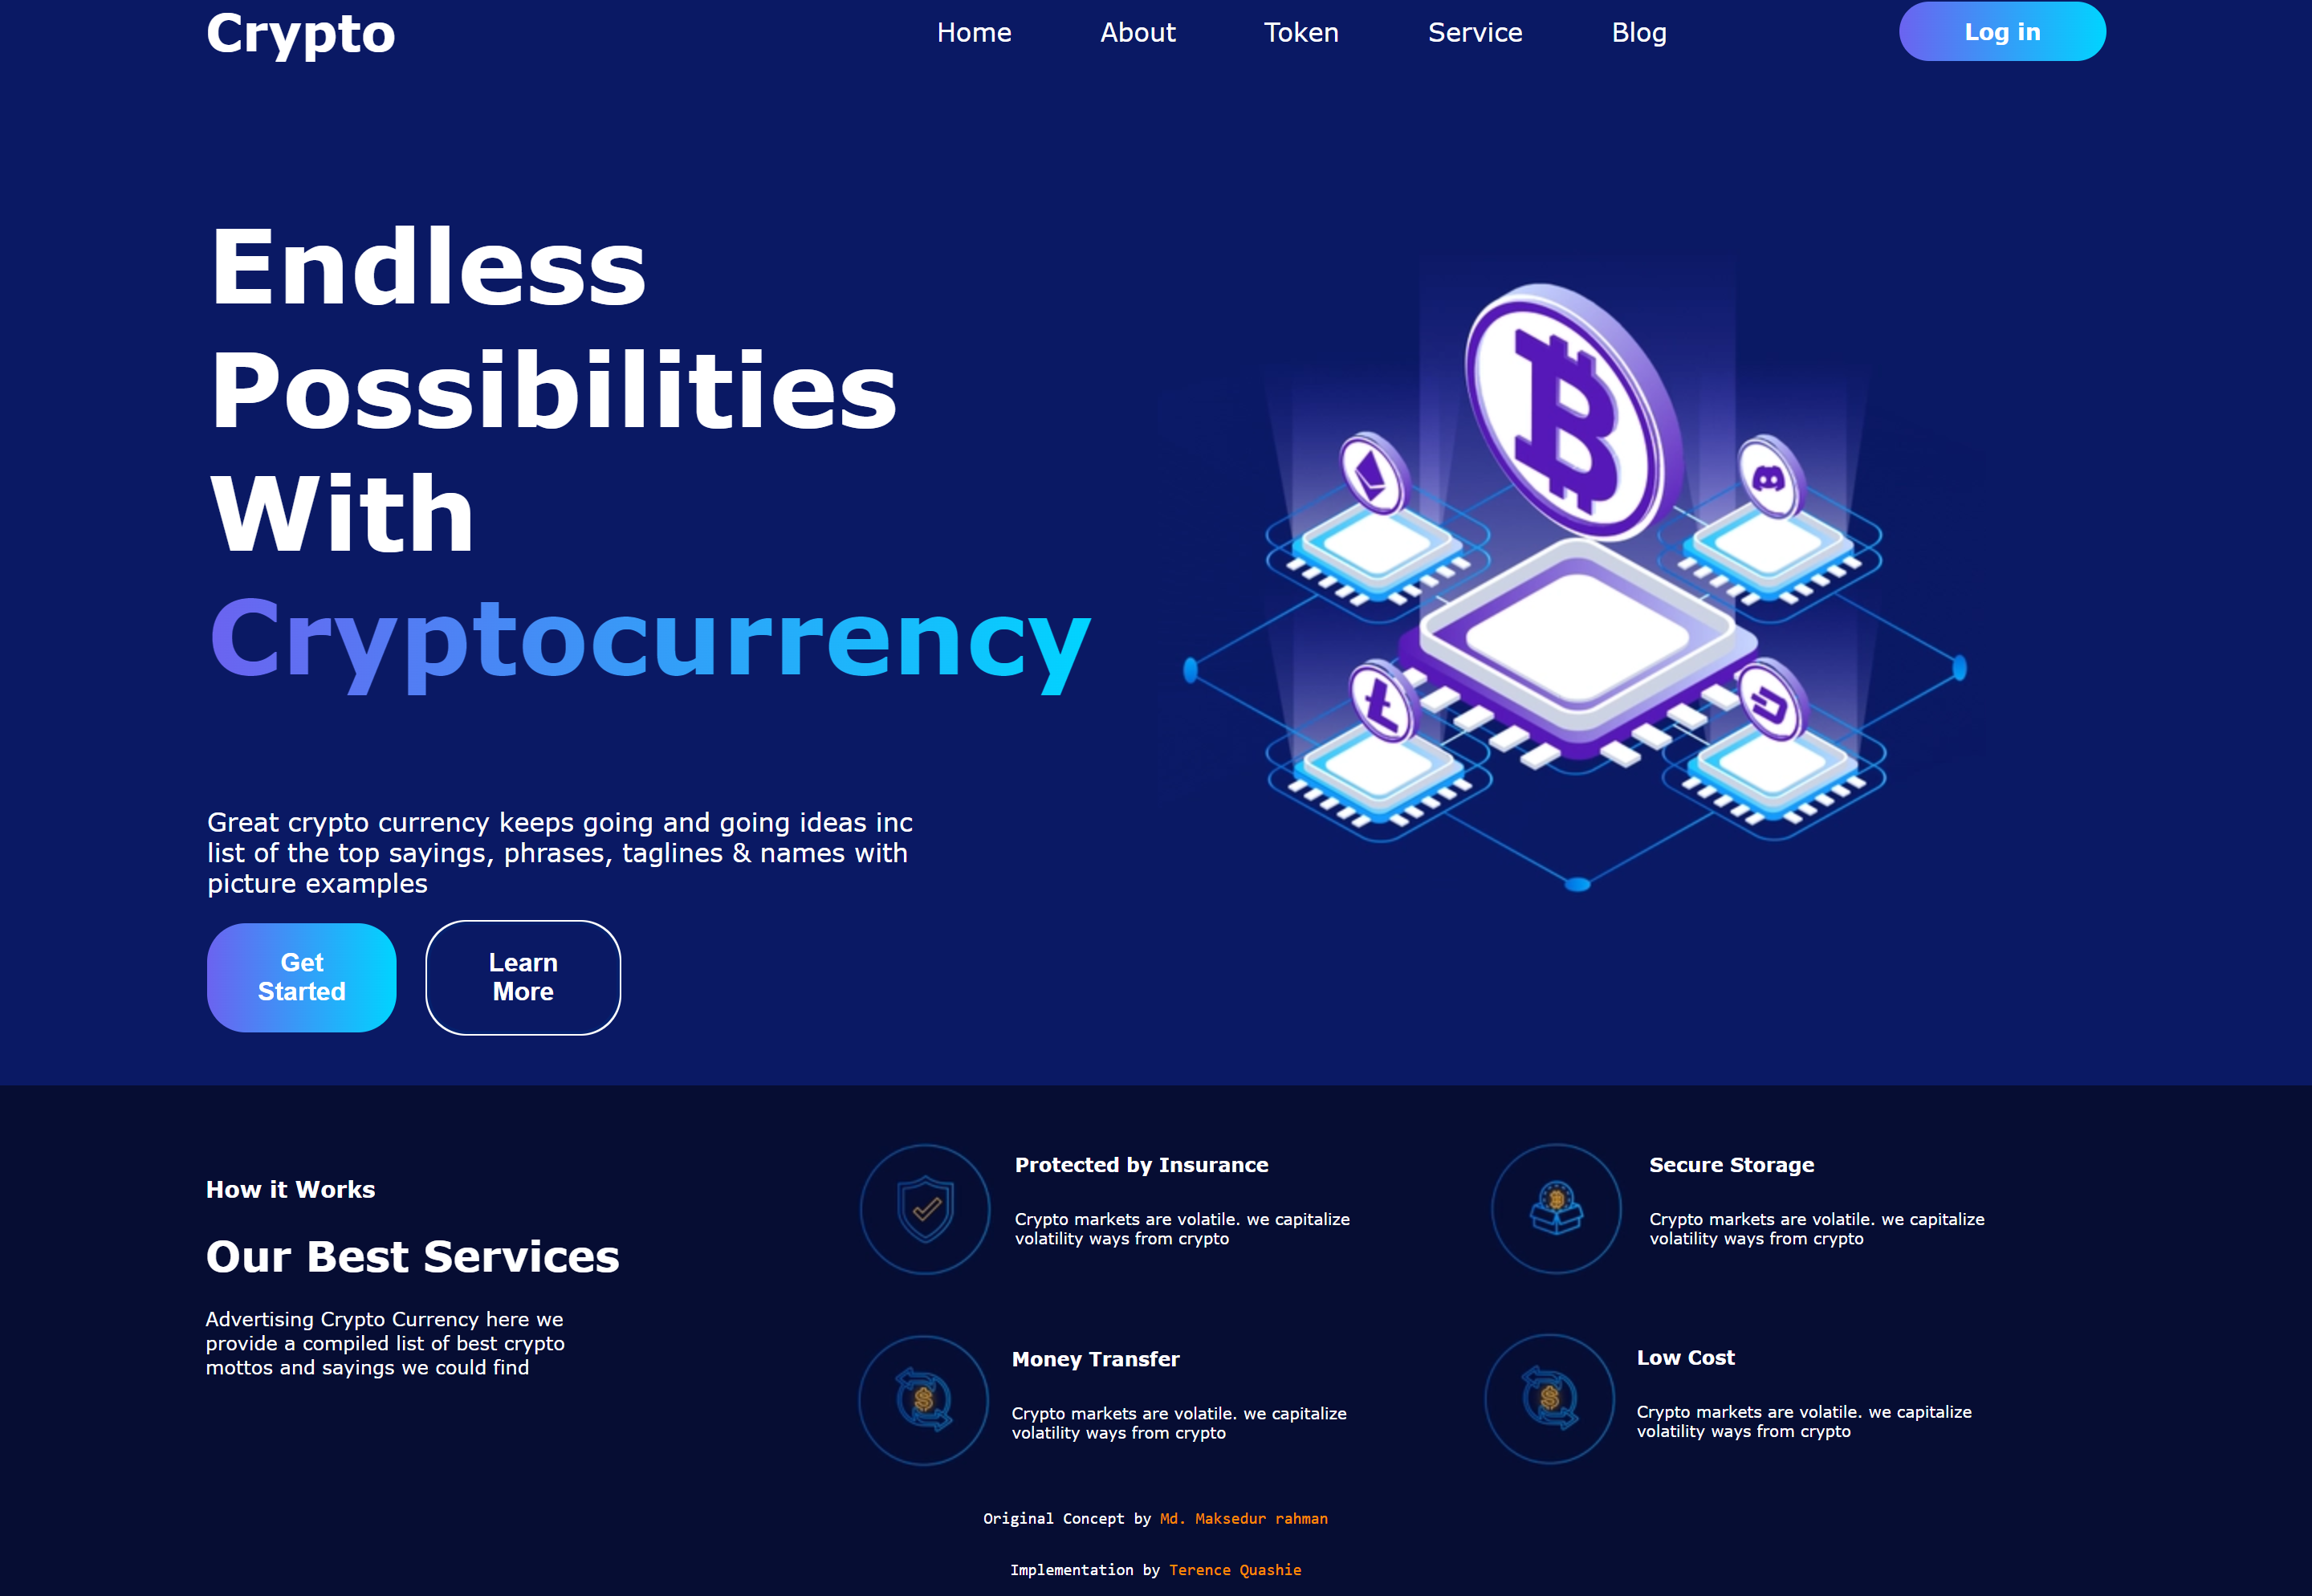 Crypto
Home About Token Service Blog
Log in
Endless
Possibilities
With
Cryptocurrency
Great crypto currency keeps going and going ideas inc
list of the top sayings, phrases, taglines & names with
picture examples
Get
Started
Learn
More
How it Works
Our Best Services
Advertising Crypto Currency here we
provide a compiled list of best crypto
mottos and sayings we could find
Protected by Insurance
Crypto markets are volatile. we capitalize
volatility ways from crypto
Secure Storage
Crypto markets are volatile. we capitalize
volatility ways from crypto
Money Transfer
Crypto markets are volatile. we capitalize
volatility ways from crypto
Low Cost
Crypto markets are volatile. we capitalize
volatility ways from crypto
Original Concept by Md. Maksedur rahman
Implementation by Terence Quashie